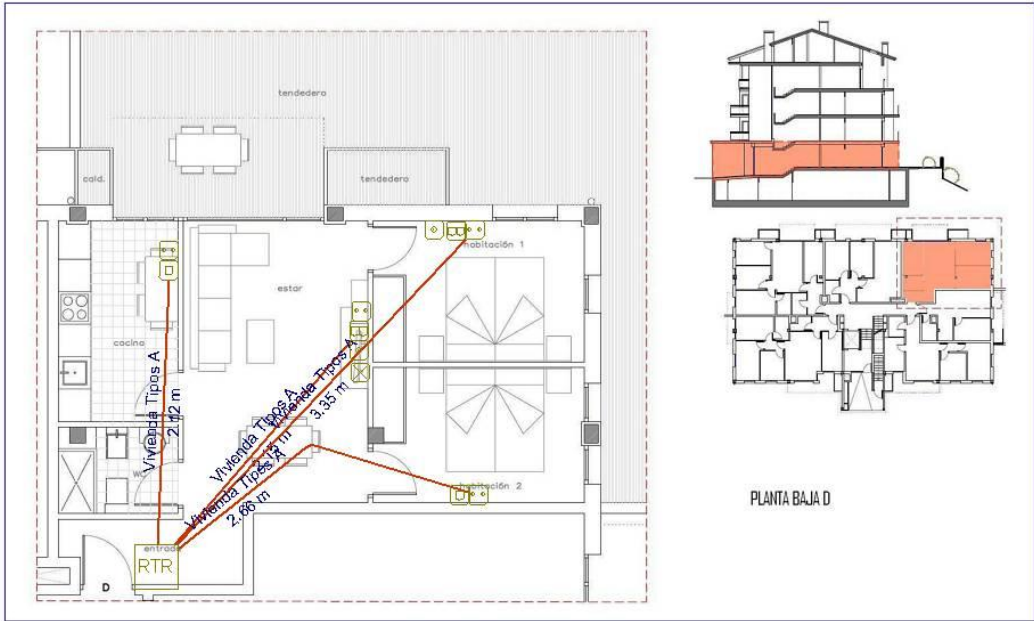 tendedero
cald.
tendedero
habitación 1
estar
cocina
Vivienda Tipos A
2.12 m
Vivienda Tipos A
3.35 m
Vivienda Tipos A
m
Vivienda Tipos A
2.66 m
habitación 2
entrada
RTR
D
PLANTA BAJA D